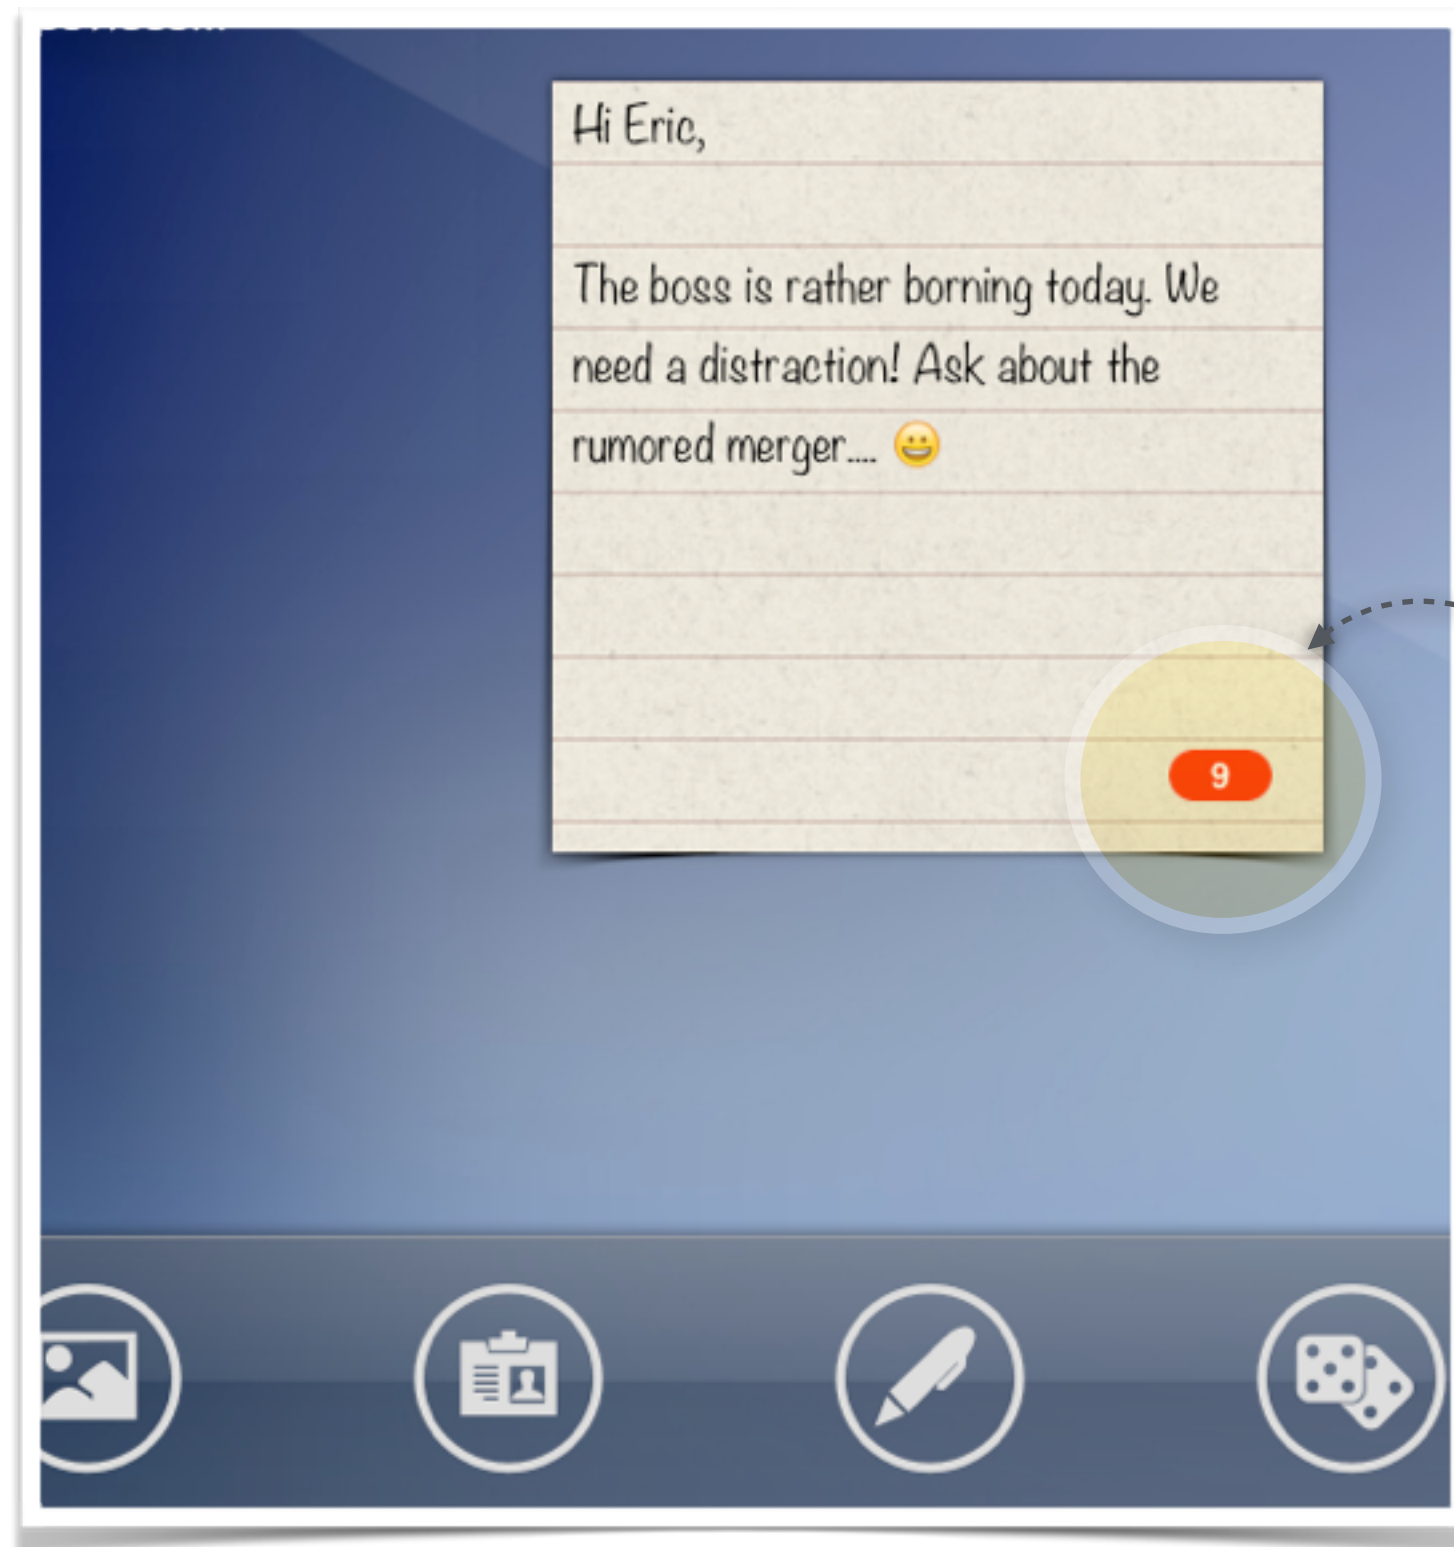 Hi Eric,
The boss is rather borning today. We
need a distraction! Ask about the
rumored merger.... 😀
9